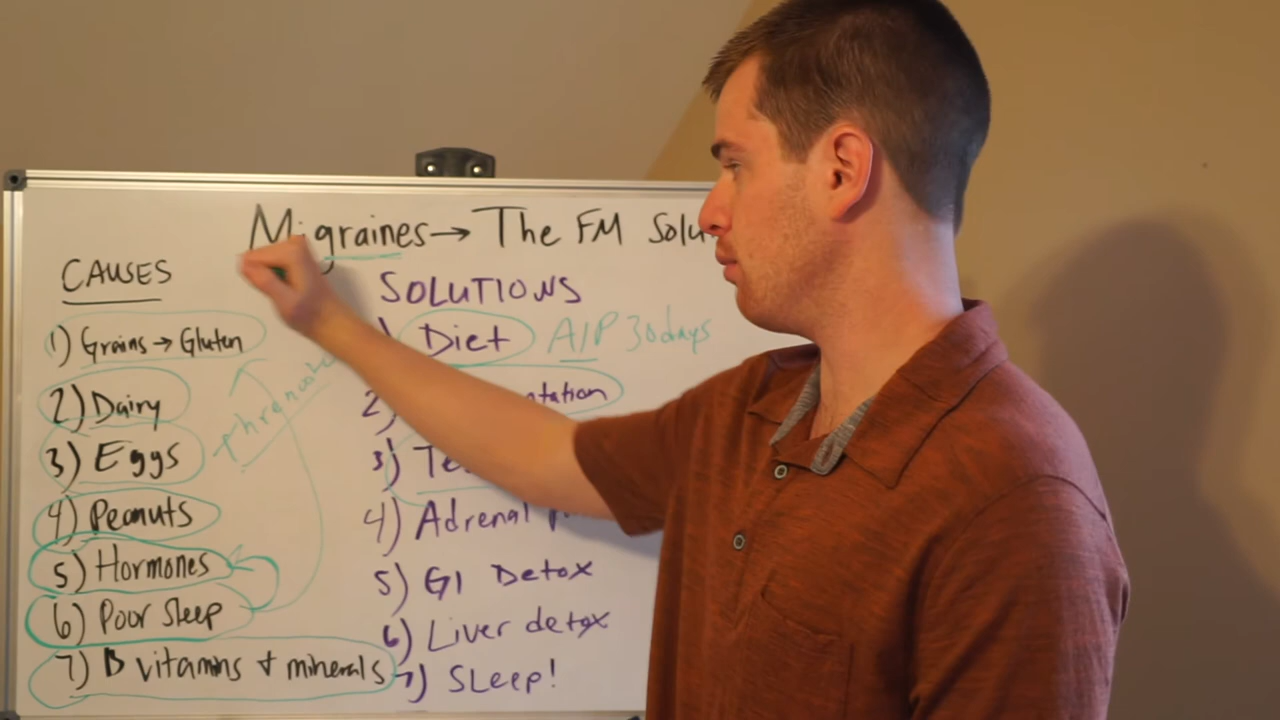 Migraines → The FM Solu
CAUSES
1) Grains → Gluten
2) Dairy
3) Eggs
4) Peanuts
5) Hormones
6) Poor Sleep
7) B vitamins + minerals
SOLUTIONS
Diet AIP 30 days
2) ntation
3) Te
4) Adrenal
5) GI Detox
6) Liver detox
7) SLeep!